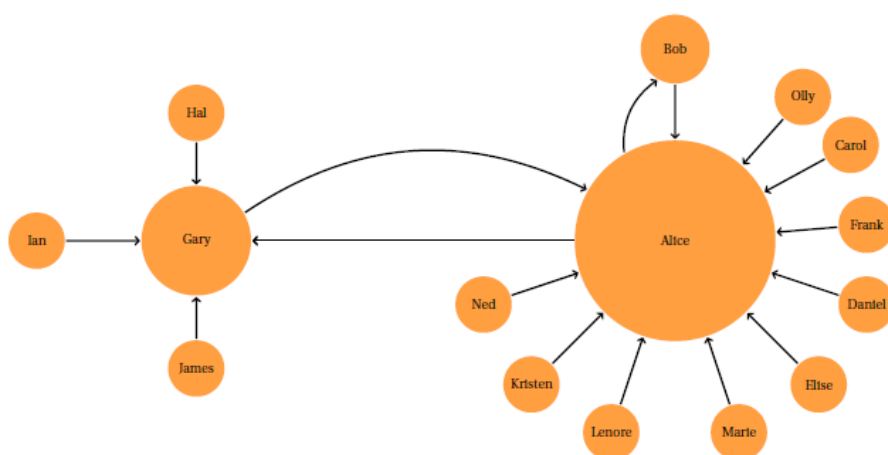 Bob
Olly
Hal
Carol
Frank
Ian
Gary
Alice
Ned
Daniel
James
Kristen
Elise
Lenore
Marie